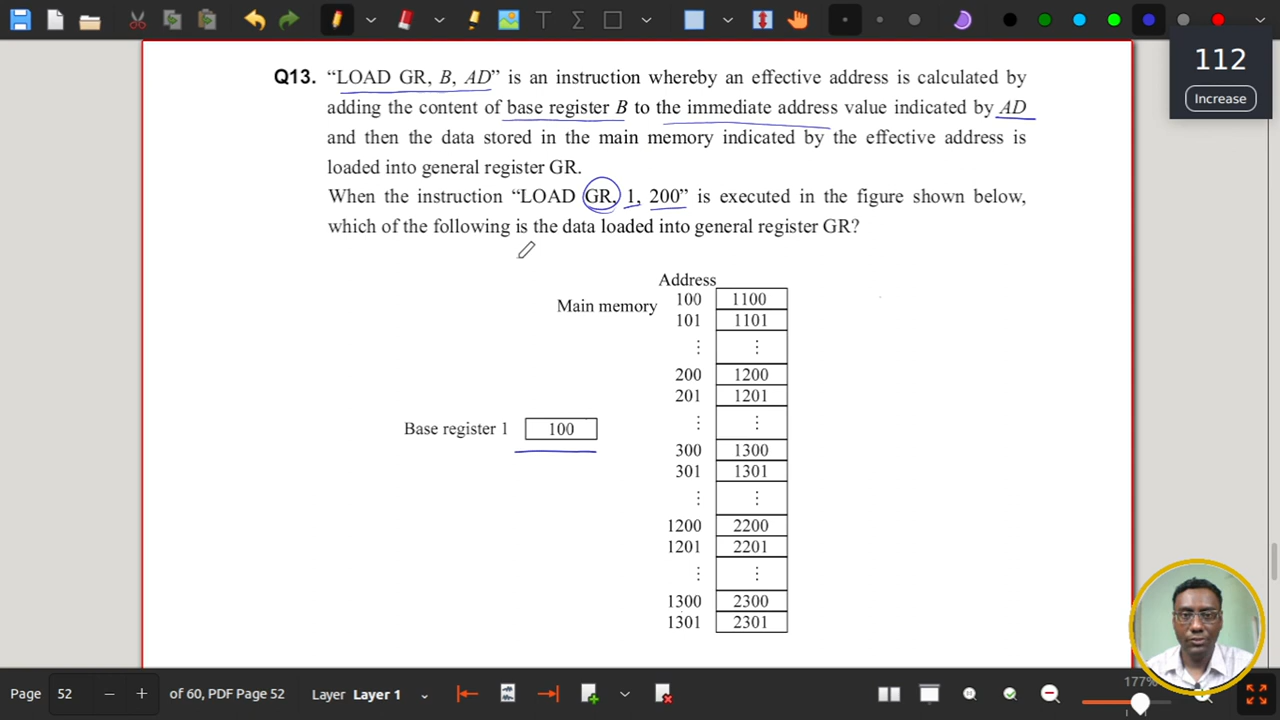 112
Increase
Q13. “LOAD GR, B, AD” is an instruction whereby an effective address is calculated by
adding the content of base register B to the immediate address value indicated by AD
and then the data stored in the main memory indicated by the effective address is
loaded into general register GR.
When the instruction “LOAD GR, 1, 200” is executed in the figure shown below,
which of the following is the data loaded into general register GR?
Address
Main memory 100 1100
101 1101
⋮ ⋮
200 1200
201 1201
⋮ ⋮
Base register 1 100
300 1300
301 1301
⋮ ⋮
1200 2200
1201 2201
⋮ ⋮
1300 2300
1301 2301
Page 52 of 60, PDF Page 52 Layer Layer 1 177%